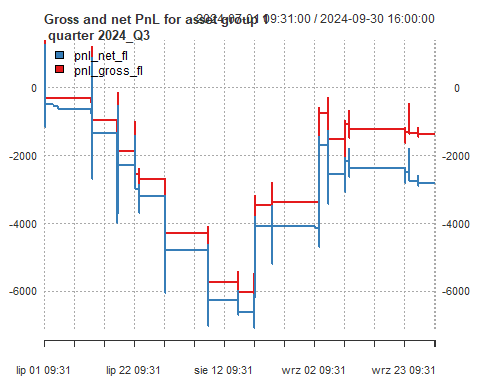 Gross and net PnL for asset group 1
2024-07-01 09:31:00 / 2024-09-30 16:00:00
quarter 2024_Q3
pnl_net_fl
pnl_gross_fl
0 0
-2000 -2000
-4000 -4000
-6000 -6000
lip 01 09:31 lip 22 09:31 sie 12 09:31 wrz 02 09:31 wrz 23 09:31